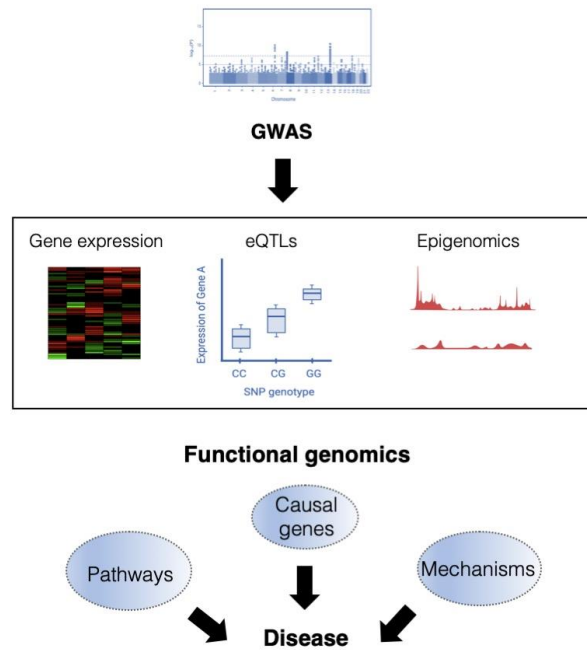 Chromosome
GWAS
Gene expression
eQTLs
Epigenomics
Expression of Gene A
CC CG GG
SNP genotype
Functional genomics
Causal
genes
Pathways
Mechanisms
Disease